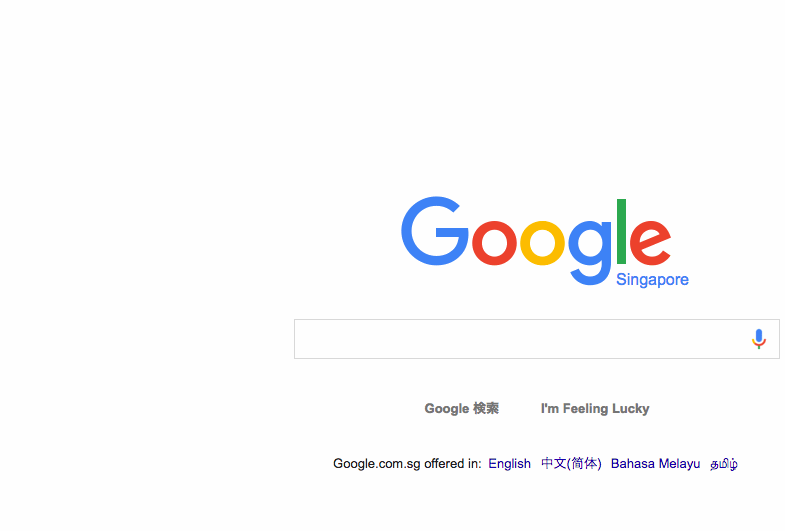 Google
Singapore
Google 検索 I'm Feeling Lucky
Google.com.sg offered in: English 中文(简体) Bahasa Melayu தமிழ்